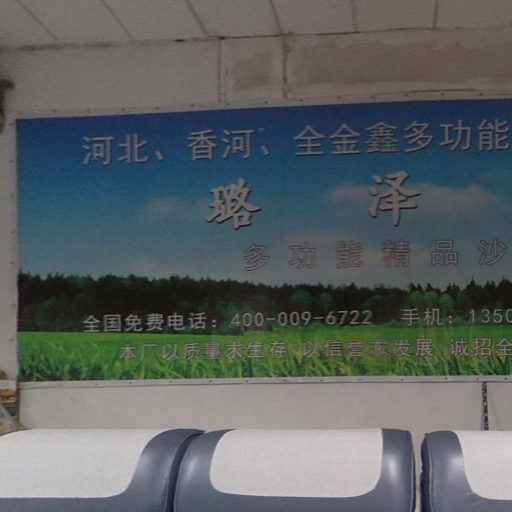 河北、香河、全金鑫多功能
璐泽
多功能精品沙
全国免费电话：400-009-6722 手机：1350
本厂以质量求生存 以信誉求发展 诚招全